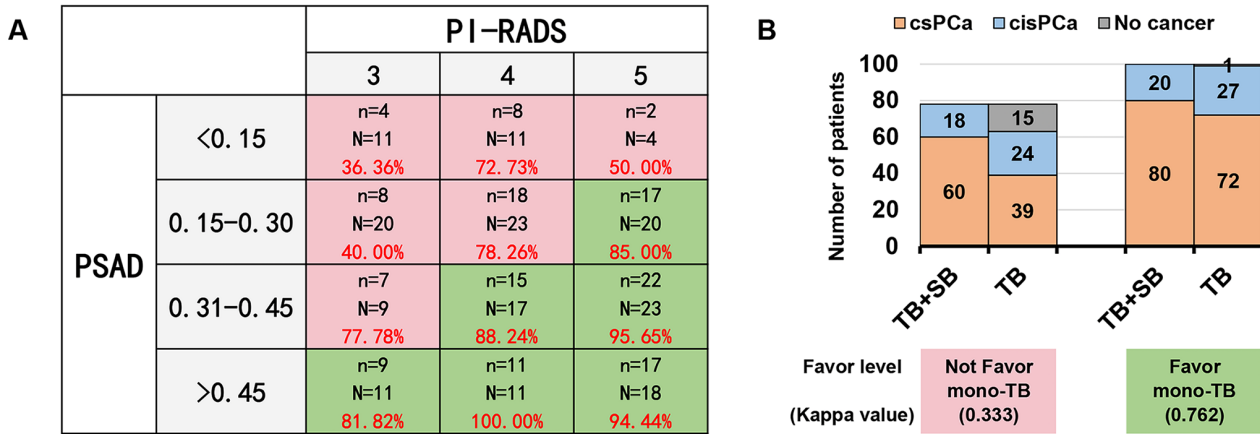 A
PI-RADS
3 4 5
PSAD
<0.15
n=4 n=8 n=2
N=11 N=11 N=4
36.36% 72.73% 50.00%
0.15-0.30
n=8 n=18 n=17
N=20 N=23 N=20
40.00% 78.26% 85.00%
0.31-0.45
n=7 n=15 n=22
N=9 N=17 N=23
77.78% 88.24% 95.65%
>0.45
n=9 n=11 n=17
N=11 N=11 N=18
81.82% 100.00% 94.44%
B
csPCa cisPCa No cancer
Number of patients
100
80
60
40
20
0
18
60
15
24
39
20
80
1
27
72
TB+SB TB TB+SB TB
Favor level
(Kappa value)
Not Favor
mono-TB
(0.333)
Favor
mono-TB
(0.762)